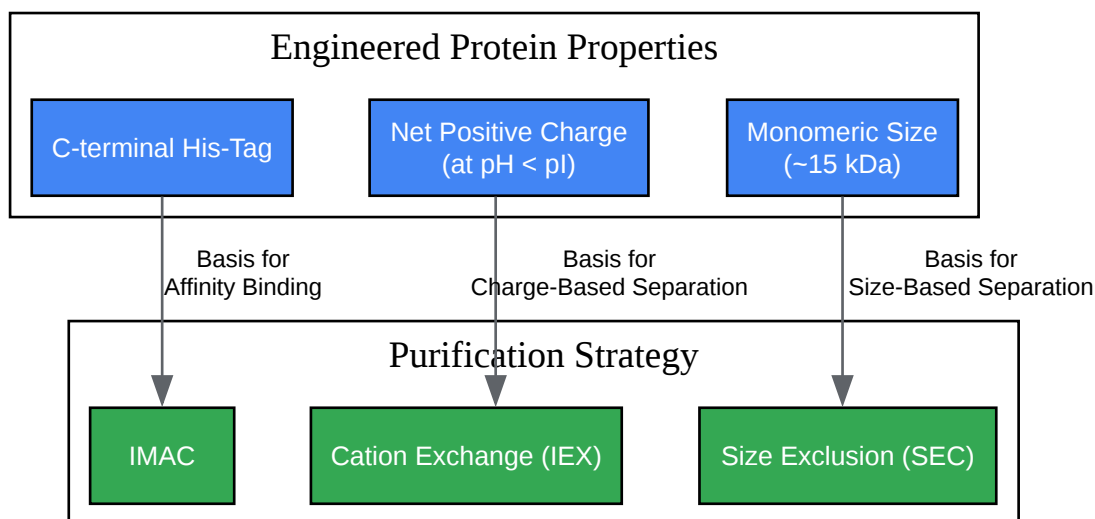 Engineered Protein Properties
C-terminal His-Tag
Net Positive Charge
(at pH < pI)
Monomeric Size
(~15 kDa)
Basis for
Affinity Binding
Basis for
Charge-Based Separation
Basis for
Size-Based Separation
Purification Strategy
IMAC
Cation Exchange (IEX)
Size Exclusion (SEC)